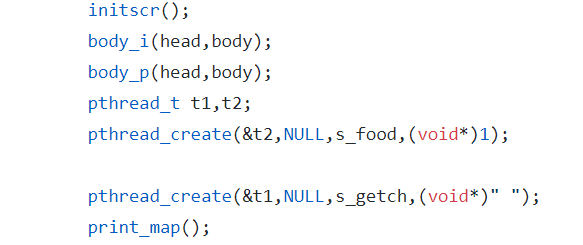 initscr();
body_i(head,body);
body_p(head,body);
pthread_t t1,t2;
pthread_create(&t2,NULL,s_food,(void*)1);
pthread_create(&t1,NULL,s_getch,(void*)" ");
print_map();